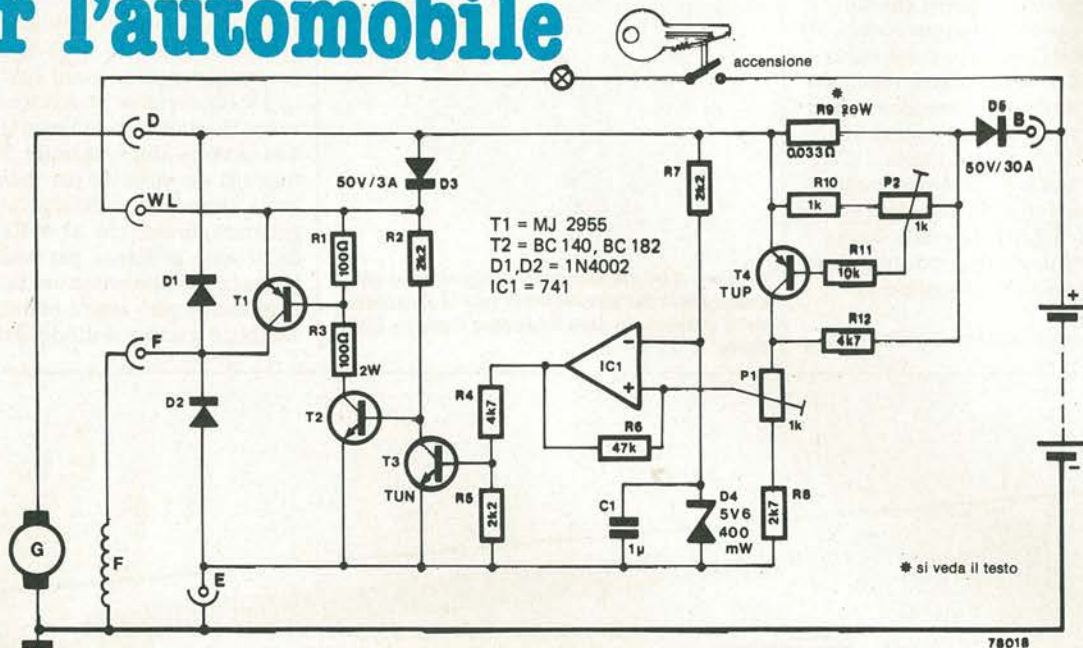 r l'automobile
accensione
D
R9 20W
*
0.033Ω
D5
B
50V/30A
WL
50V/3A
D3
R7
2k2
R10
1k
P2
1k
R1
100Ω
R2
2k2
T1 = MJ 2955
T2 = BC 140, BC 182
D1,D2 = 1N4002
IC1 = 741
T4
TUP
R11
10k
D1
T1
R12
4k7
R3
100Ω
2W
F
IC1
-
+
P1
1k
D2
T2
R4
4k7
R6
47k
T3
TUN
R5
2k2
C1
1µ
D4
5V6
400
mW
R8
2k7
+
-
G
F
E
* si veda il testo
78018